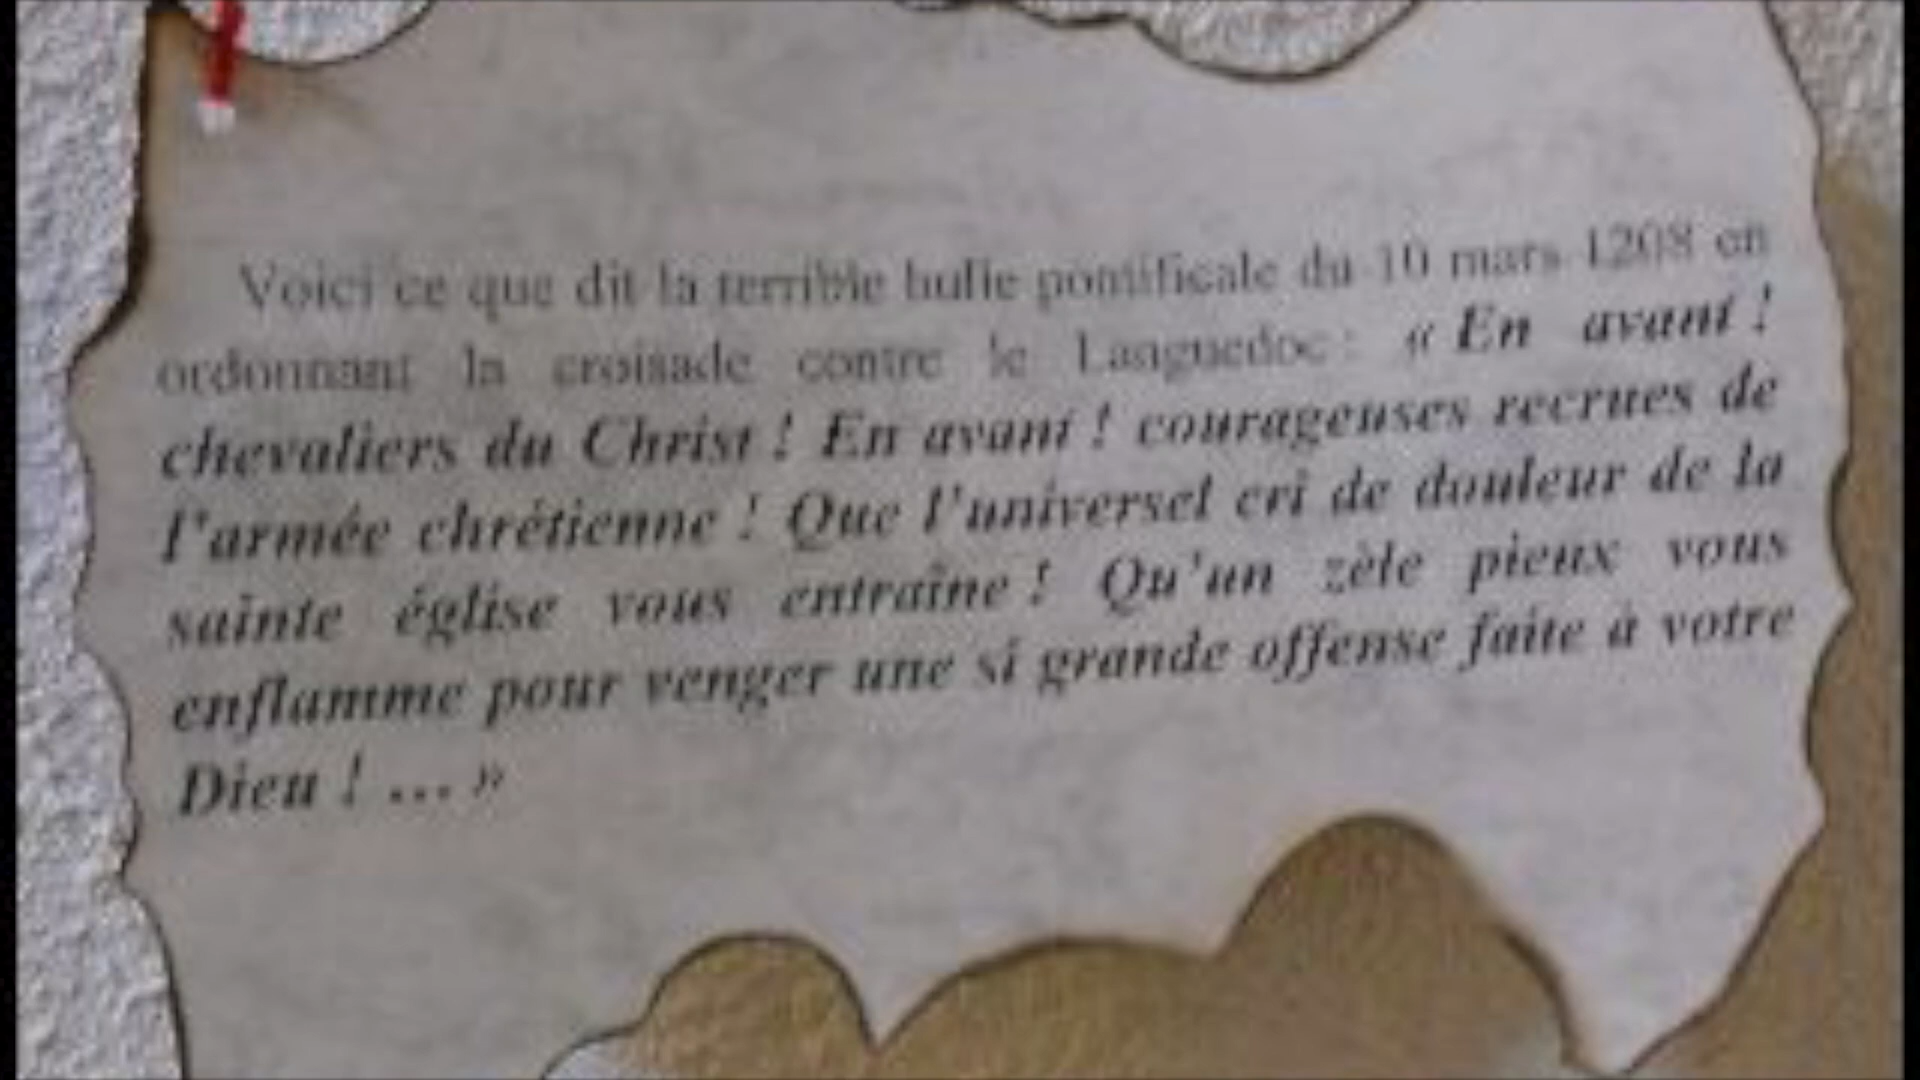 Voici ce que dit la terrible bulle pontificale du 10 mars 1208 en
ordonnant la croisade contre le Languedoc : « En avant !
chevaliers du Christ ! En avant ! courageuses recrues de
l'armée chrétienne ! Que l'universel cri de douleur de la
sainte église vous entraîne ! Qu'un zèle pieux vous
enflamme pour venger une si grande offense faite à votre
Dieu ! ... »